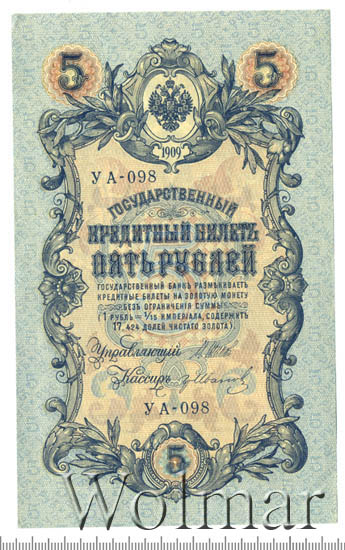 5 5
1909
УА-098
ГОСУДАРСТВЕННЫЙ
КРЕДИТНЫЙ БИЛЕТЪ
ПЯТЬ РУБЛЕЙ
ГОСУДАРСТВЕННЫЙ БАНКЪ РАЗМѢНИВАЕТЪ
КРЕДИТНЫЕ БИЛЕТЫ НА ЗОЛОТУЮ МОНЕТУ
БЕЗЪ ОГРАНИЧЕНІЯ СУММЫ
(1 РУБЛЬ = 1/15 ИМПЕРІАЛА, СОДЕРЖИТЪ
17,424 ДОЛЕЙ ЧИСТАГО ЗОЛОТА).
Управляющій
Кассиръ
УА-098
5
Wolmar